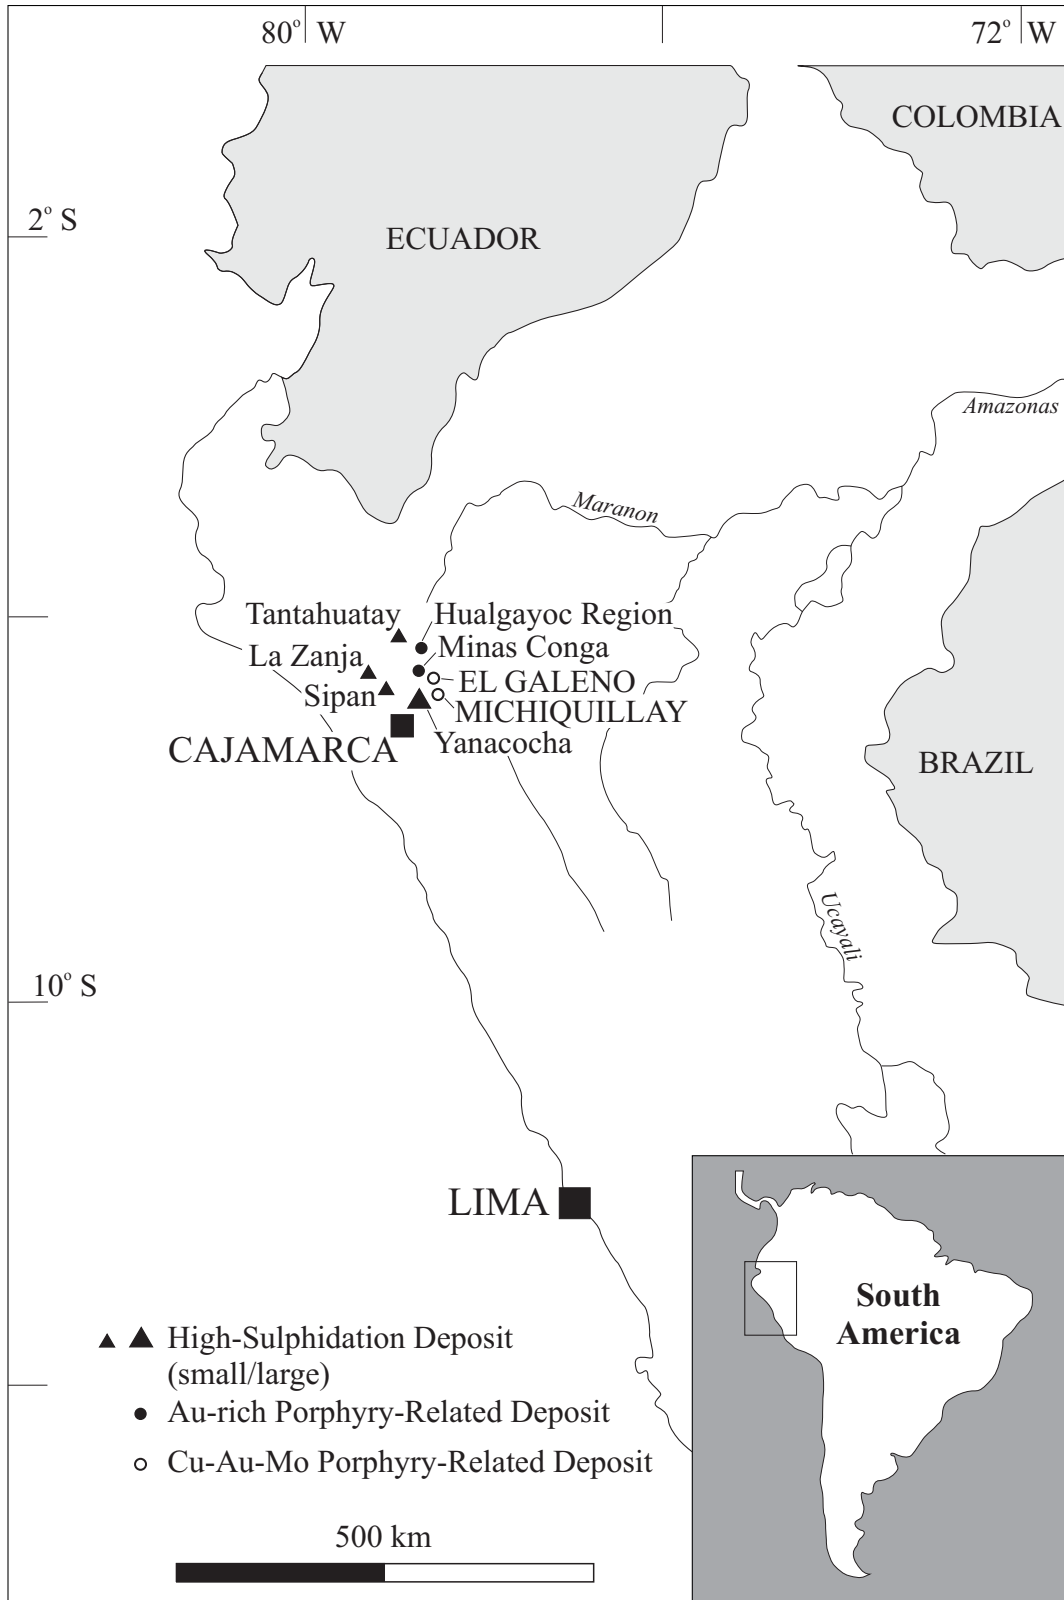 80° W
72° W
COLOMBIA
2° S
ECUADOR
Amazonas
Maranon
Tantahuatay
Hualgayoc Region
Minas Conga
La Zanja
EL GALENO
Sipan
MICHIQUILLAY
Yanacocha
CAJAMARCA
BRAZIL
Ucayali
10° S
LIMA
South
America
High-Sulphidation Deposit
(small/large)
Au-rich Porphyry-Related Deposit
Cu-Au-Mo Porphyry-Related Deposit
500 km